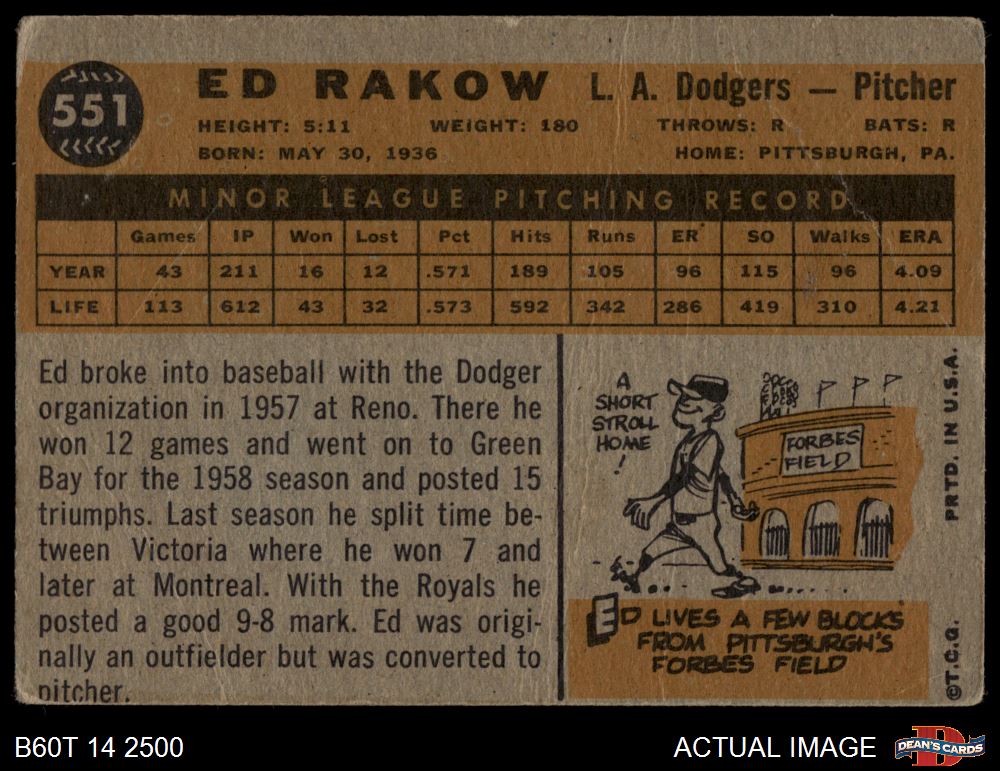 551
ED RAKOW L. A. Dodgers — Pitcher
HEIGHT: 5:11 WEIGHT: 180 THROWS: R BATS: R
BORN: MAY 30, 1936 HOME: PITTSBURGH, PA.
MINOR LEAGUE PITCHING RECORD
Games IP Won Lost Pct Hits Runs ER SO Walks ERA
YEAR 43 211 16 12 .571 189 105 96 115 96 4.09
LIFE 113 612 43 32 .573 592 342 286 419 310 4.21
Ed broke into baseball with the Dodger
organization in 1957 at Reno. There he
won 12 games and went on to Green
Bay for the 1958 season and posted 15
triumphs. Last season he split time be-
tween Victoria where he won 7 and
later at Montreal. With the Royals he
posted a good 9-8 mark. Ed was origi-
nally an outfielder but was converted to
pitcher.
A
SHORT
STROLL
HOME
!
FORBES
FIELD
ED LIVES A FEW BLOCKS
FROM PITTSBURGH'S
FORBES FIELD
PRTD. IN U.S.A.
©T.C.G.
B60T 14 2500
ACTUAL IMAGE
DEAN'S CARDS